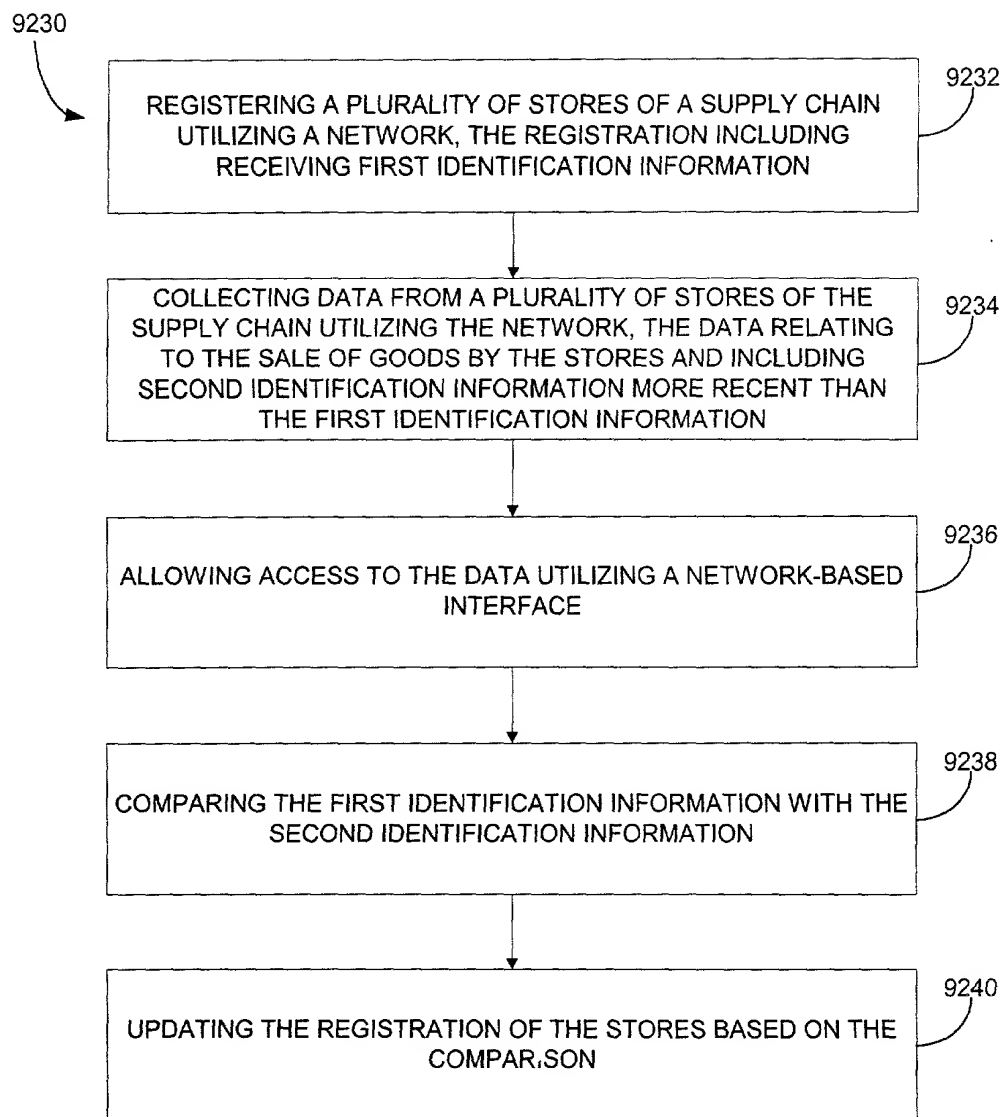 9230
9232
REGISTERING A PLURALITY OF STORES OF A SUPPLY CHAIN
UTILIZING A NETWORK, THE REGISTRATION INCLUDING
RECEIVING FIRST IDENTIFICATION INFORMATION
9234
COLLECTING DATA FROM A PLURALITY OF STORES OF THE
SUPPLY CHAIN UTILIZING THE NETWORK, THE DATA RELATING
TO THE SALE OF GOODS BY THE STORES AND INCLUDING
SECOND IDENTIFICATION INFORMATION MORE RECENT THAN
THE FIRST IDENTIFICATION INFORMATION
9236
ALLOWING ACCESS TO THE DATA UTILIZING A NETWORK-BASED
INTERFACE
9238
COMPARING THE FIRST IDENTIFICATION INFORMATION WITH THE
SECOND IDENTIFICATION INFORMATION
9240
UPDATING THE REGISTRATION OF THE STORES BASED ON THE
COMPARISON